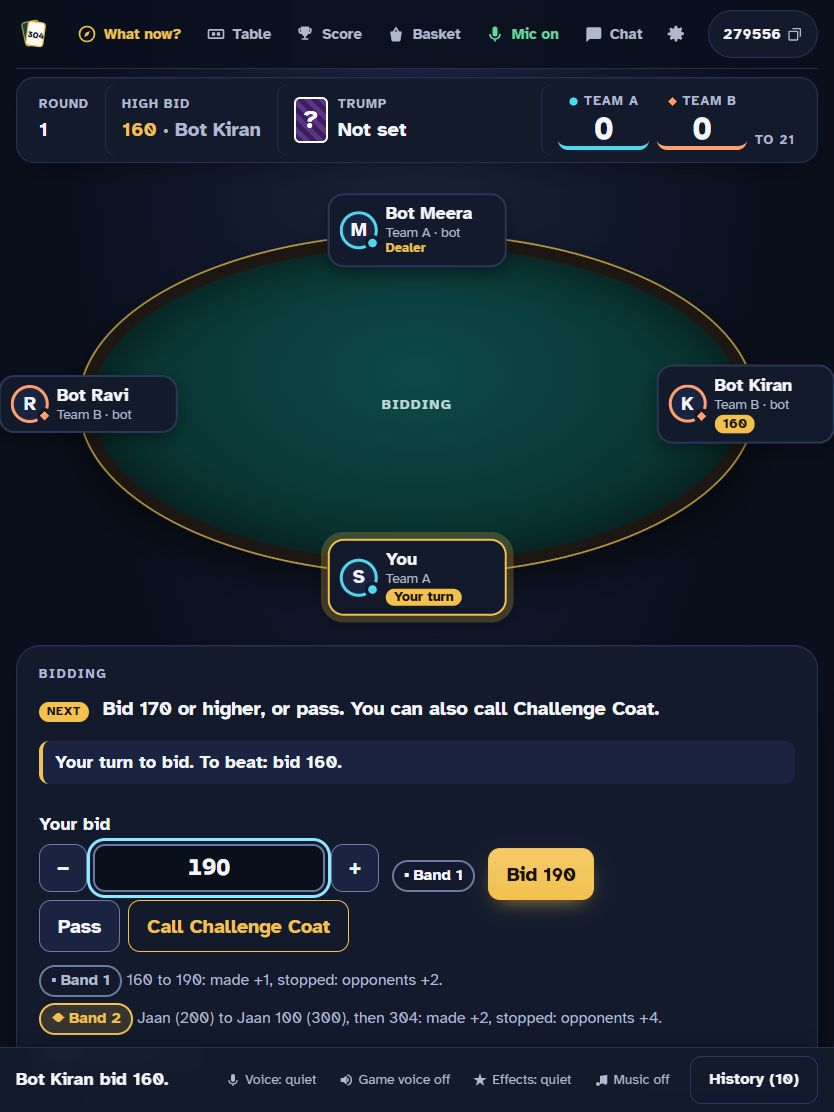 304
What now?
Table
Score
Basket
Mic on
Chat
279556
ROUND
1
HIGH BID
160 · Bot Kiran
?
TRUMP
Not set
TEAM A
0
TEAM B
0
TO 21
M
Bot Meera
Team A · bot
Dealer
R
Bot Ravi
Team B · bot
BIDDING
K
Bot Kiran
Team B · bot
160
S
You
Team A
Your turn
BIDDING
NEXT Bid 170 or higher, or pass. You can also call Challenge Coat.
Your turn to bid. To beat: bid 160.
Your bid
− 190 + Band 1 Bid 190
Pass Call Challenge Coat
Band 1 160 to 190: made +1, stopped: opponents +2.
Band 2 Jaan (200) to Jaan 100 (300), then 304: made +2, stopped: opponents +4.
Bot Kiran bid 160.
Voice: quiet
Game voice off
Effects: quiet
Music off
History (10)